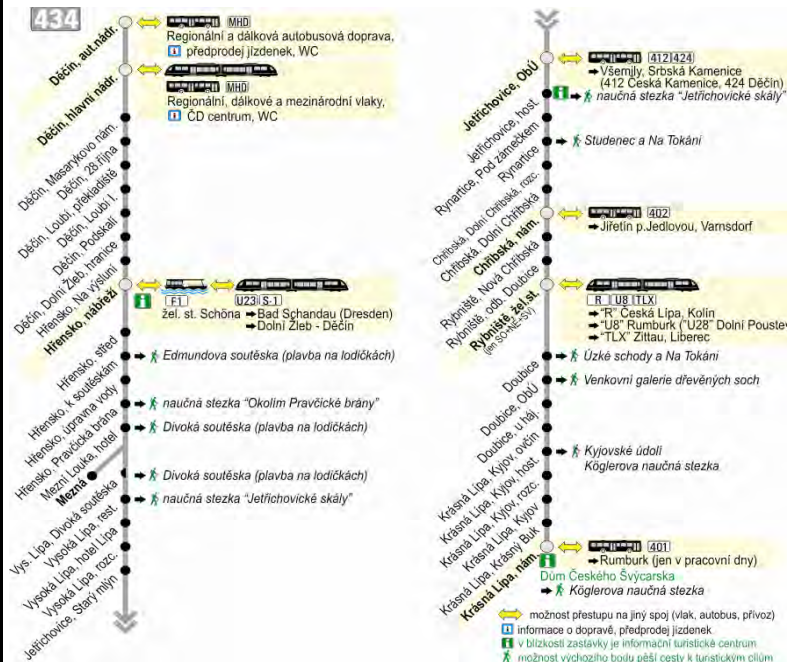 434
Děčín, aut.nádr.
MHD
Regionální a dálková autobusová doprava,
i předprodej jízdenek, WC
Děčín, hlavní nádr.
MHD
Regionální, dálkové a mezinárodní vlaky,
i ČD centrum, WC
Děčín, Masarykovo nám.
Děčín, 28.října
Děčín, Loubí, překladiště
Děčín, Loubí I.
Děčín, Podskalí
Děčín, Dolní Žleb, hranice
Hřensko, Na výsluní
Hřensko, nábřeží
i F1 U23 S-1
žel. st. Schöna ➡Bad Schandau (Dresden)
➡Dolní Žleb - Děčín
Hřensko, střed
Hřensko, k soutěskám
➡ Edmundova soutěska (plavba na lodičkách)
Hřensko, úpravna vody
Hřensko, Pravčická brána
➡ naučná stezka "Okolím Pravčické brány"
Mezní Louka, hotel
➡ Divoká soutěska (plavba na lodičkách)
Mezná
Vys. Lípa, Divoká soutěska
➡ Divoká soutěska (plavba na lodičkách)
Vysoká Lípa, rest.
➡ naučná stezka "Jetřichovické skály"
Vysoká Lípa, hotel Lípa
Vysoká Lípa, rozc.
Jetřichovice, Starý mlýn
Jetřichovice, ObÚ
412 424
➡Všemily, Srbská Kamenice
(412 Česká Kamenice, 424 Děčín)
Jetřichovice, host.
i ➡ naučná stezka "Jetřichovické skály"
Rynartice, Pod zámečkem
Rynartice
➡ Studenec a Na Tokání
Chřibská, Dolní Chřibská, rozc.
Chřibská, Dolní Chřibská
Chřibská, nám.
402
➡Jiřetín p.Jedlovou, Varnsdorf
Rybniště, Nová Chřibská
Rybniště, odb. Doubice
Rybniště, žel.st.
(jen SO+NE+SV)
R U8 TLX
➡"R" Česká Lípa, Kolín
➡"U8" Rumburk ("U28" Dolní Poustev
➡"TLX" Zittau, Liberec
Doubice
➡ Úzké schody a Na Tokání
Doubice, ObÚ
➡ Venkovní galerie dřevěných soch
Doubice, u háj.
Krásná Lípa, Kyjov, ovčín
Krásná Lípa, Kyjov, host.
➡ Kyjovské údolí
Köglerova naučná stezka
Krásná Lípa, Kyjov, rozc.
Krásná Lípa, Kyjov
Krásná Lípa, Krásný Buk
Krásná Lípa, nám.
401
i ➡Rumburk (jen v pracovní dny)
Dům Českého Švýcarska
➡ Köglerova naučná stezka
možnost přestupu na jiný spoj (vlak, autobus, přívoz)
i informace o dopravě, předprodej jízdenek
i v blízkosti zastávky je informační turistické centrum
možnost výchozího bodu pěší cesty k turistickým cílům